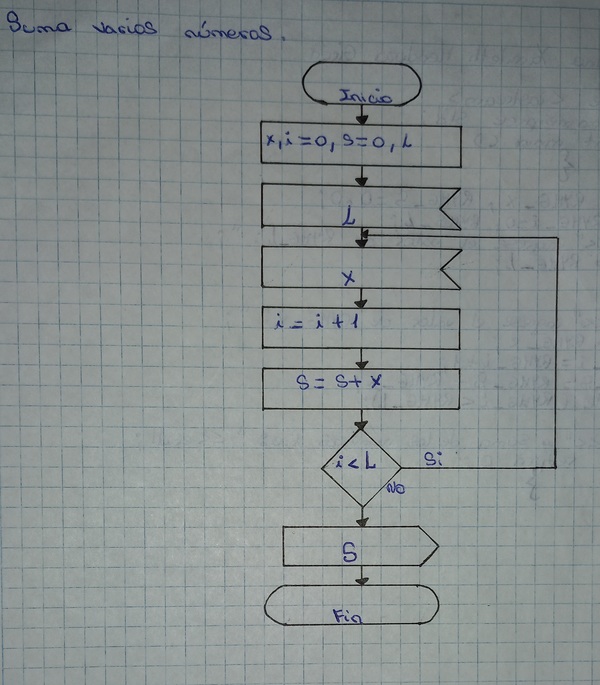 Suma varios números.
Inicio
x, i=0, S=0, L
L
x
i = i + 1
S = S + x
i < L
Si
No
S
Fin